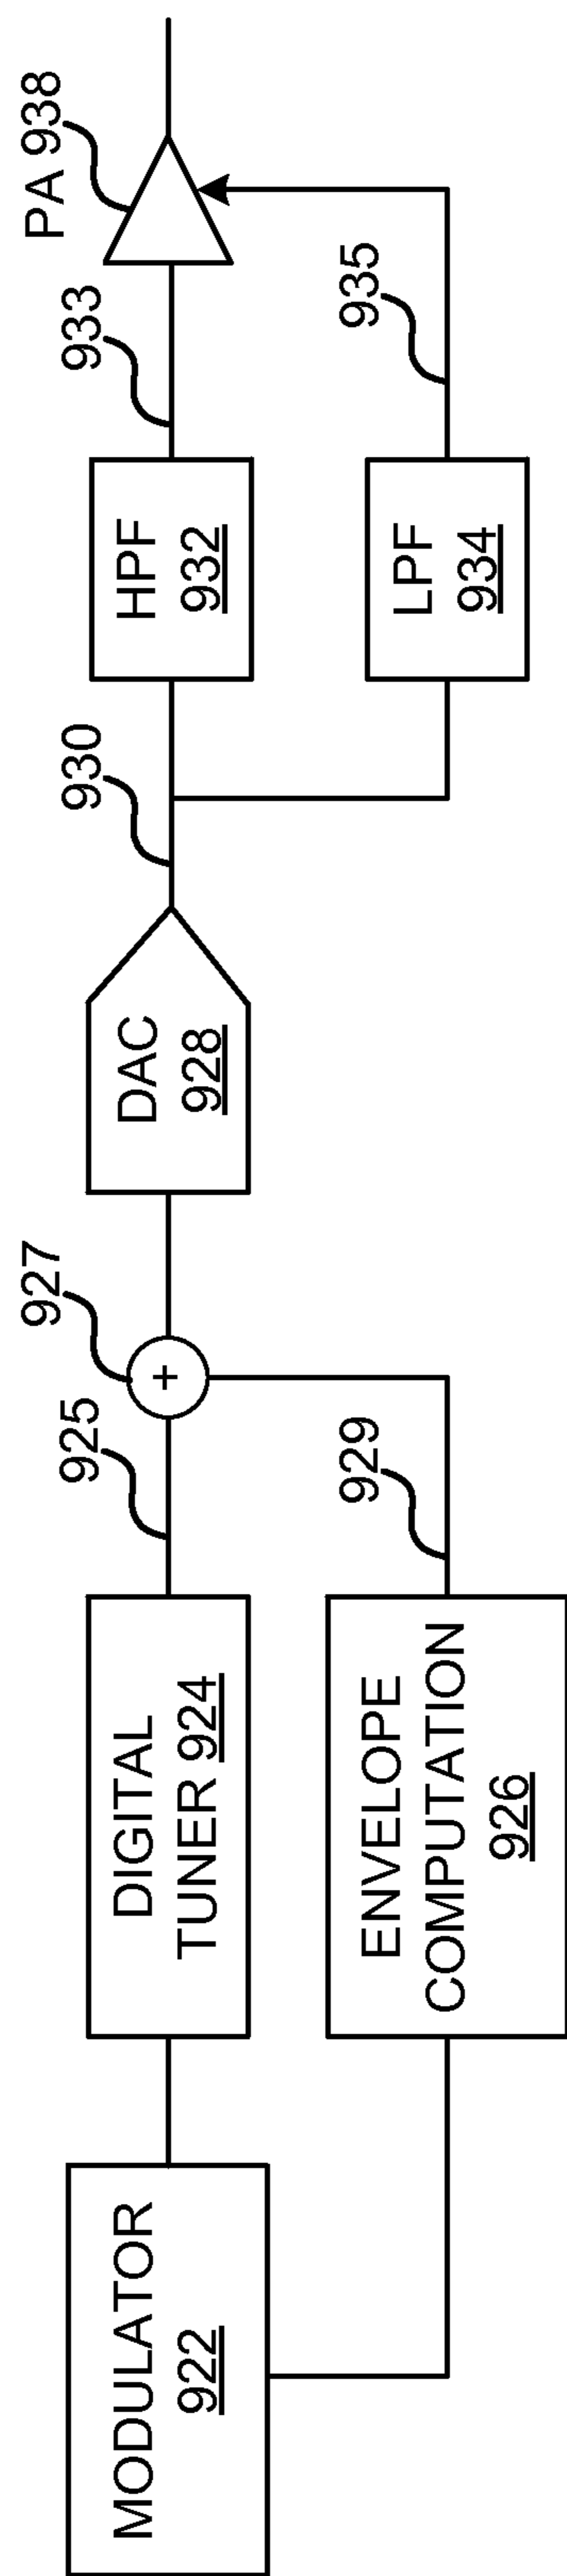 MODULATOR
922
DIGITAL
TUNER 924
ENVELOPE
COMPUTATION
926
925
929
927
+
DAC
928
930
HPF
932
LPF
934
933
935
PA 938